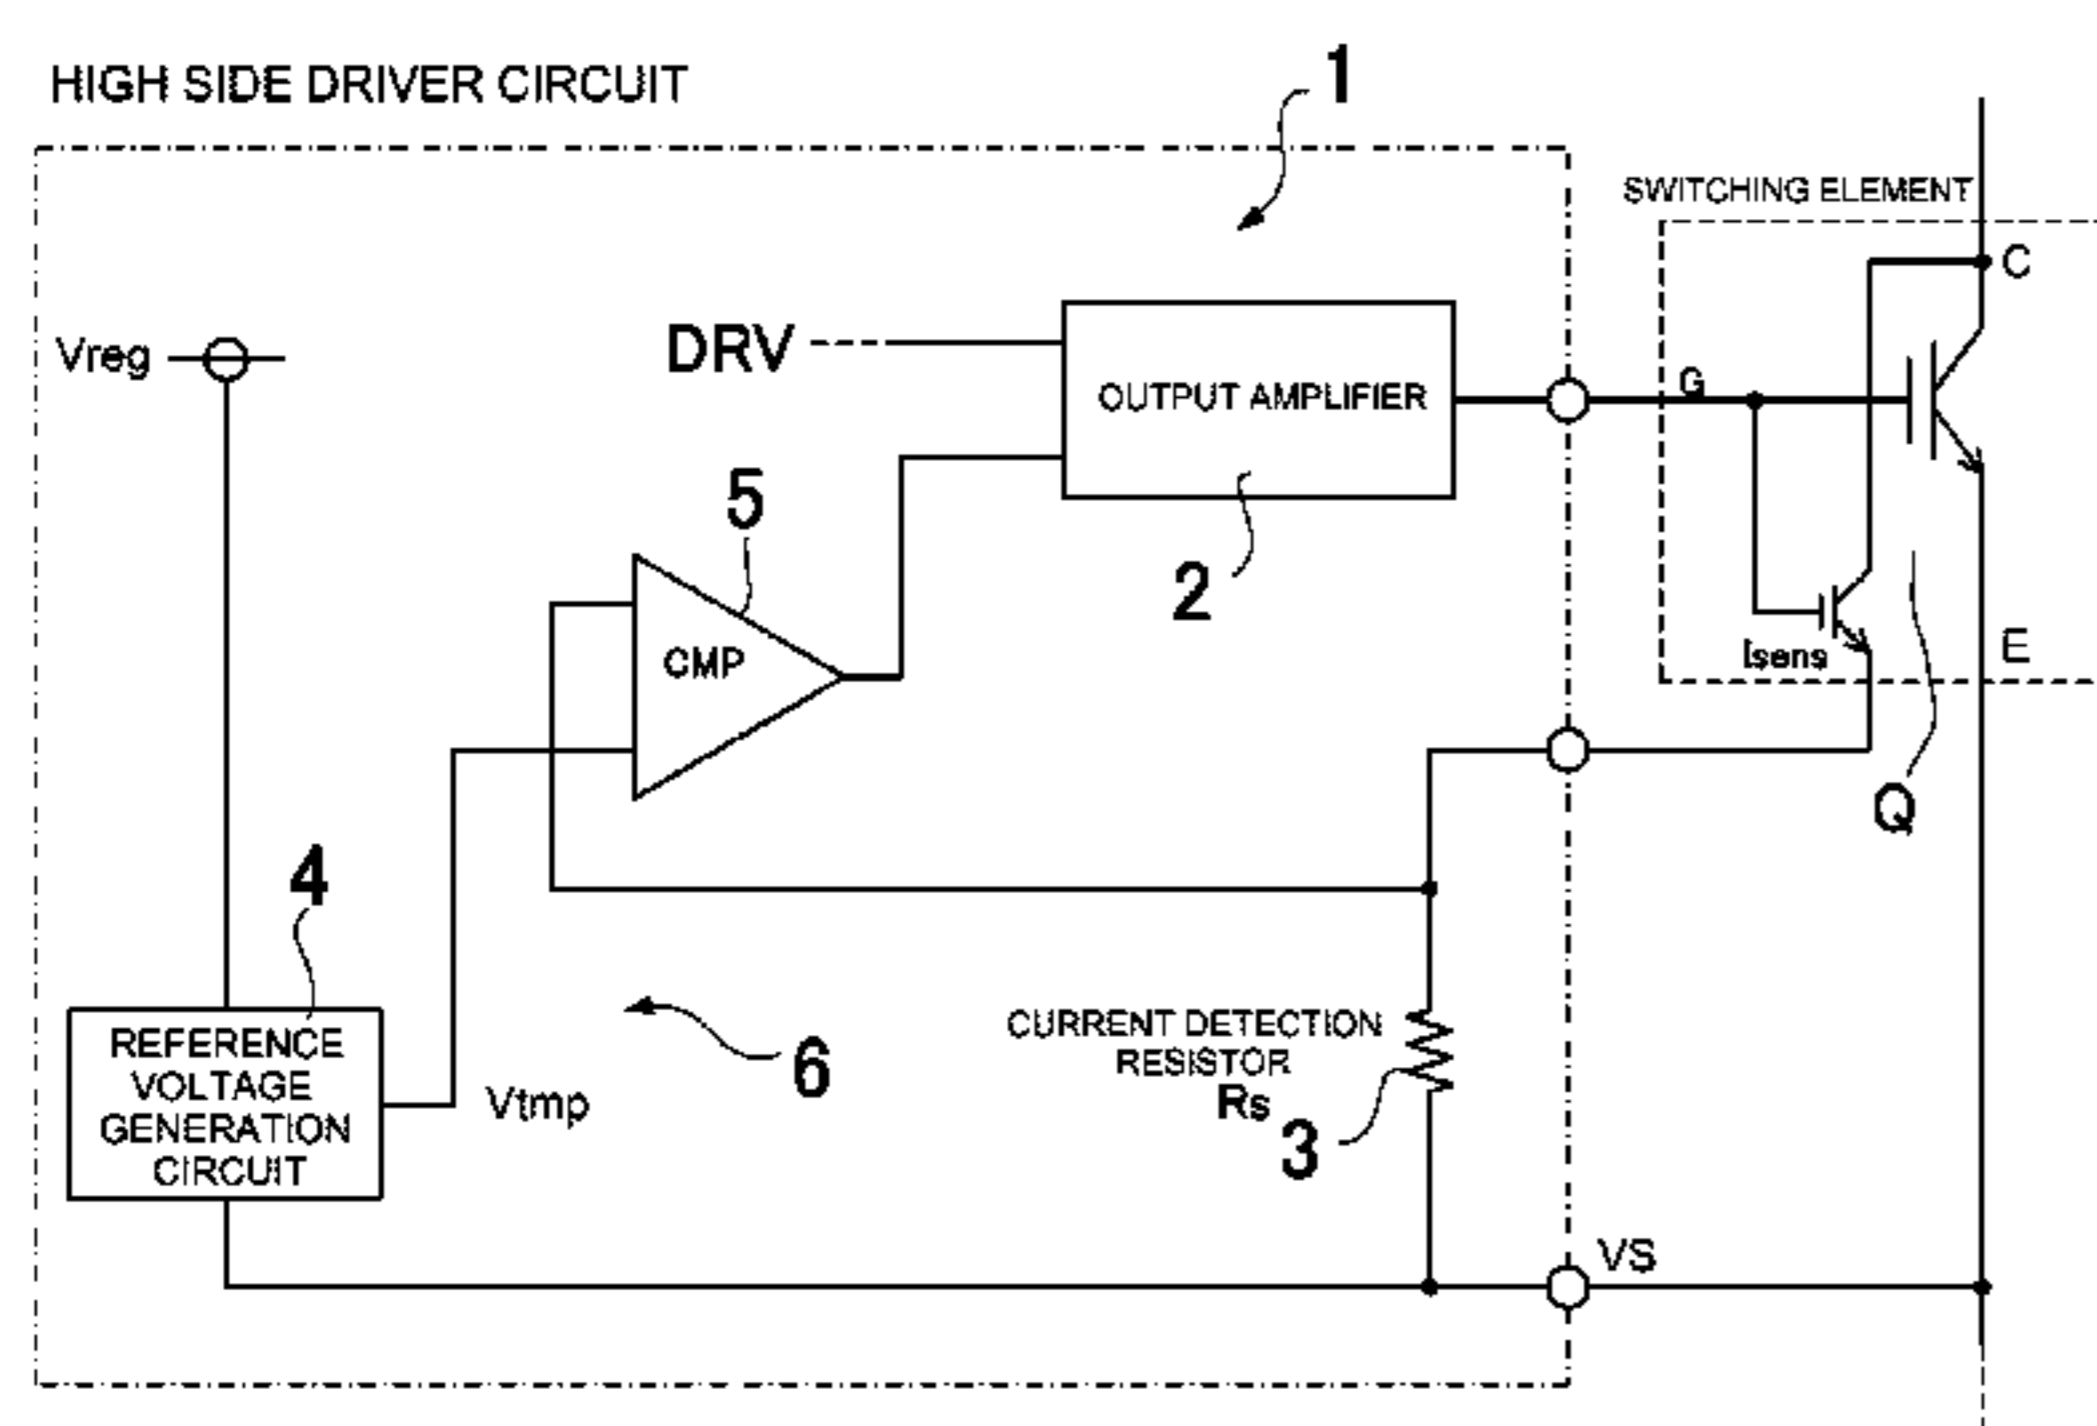 HIGH SIDE DRIVER CIRCUIT
1
SWITCHING ELEMENT
C
Vreg
DRV
OUTPUT AMPLIFIER
G
5
2
CMP
Isens
E
Q
4
REFERENCE
VOLTAGE
GENERATION
CIRCUIT
Vtmp
6
CURRENT DETECTION
RESISTOR
Rs
3
VS